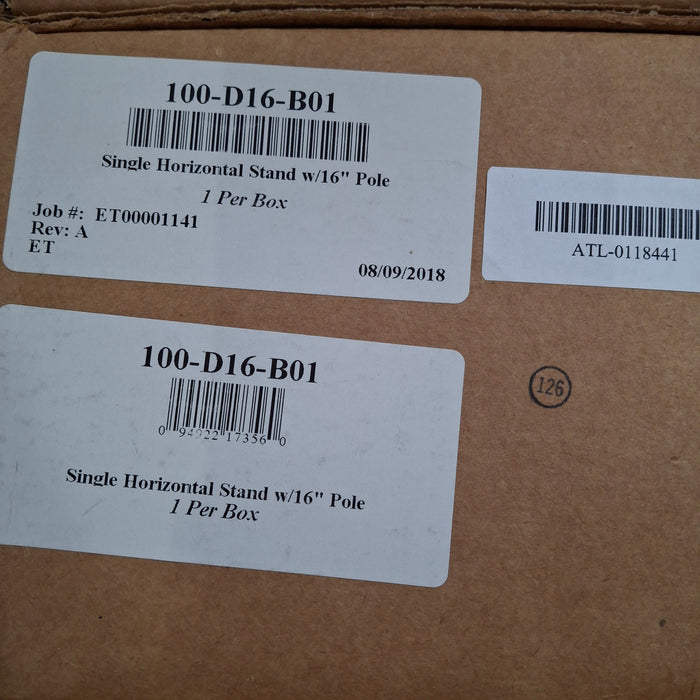 100-D16-B01
Single Horizontal Stand w/16" Pole
1 Per Box
Job #: ET00001141
Rev: A
ET
08/09/2018
ATL-0118441
100-D16-B01
0 94922 17356 0
Single Horizontal Stand w/16" Pole
1 Per Box
126